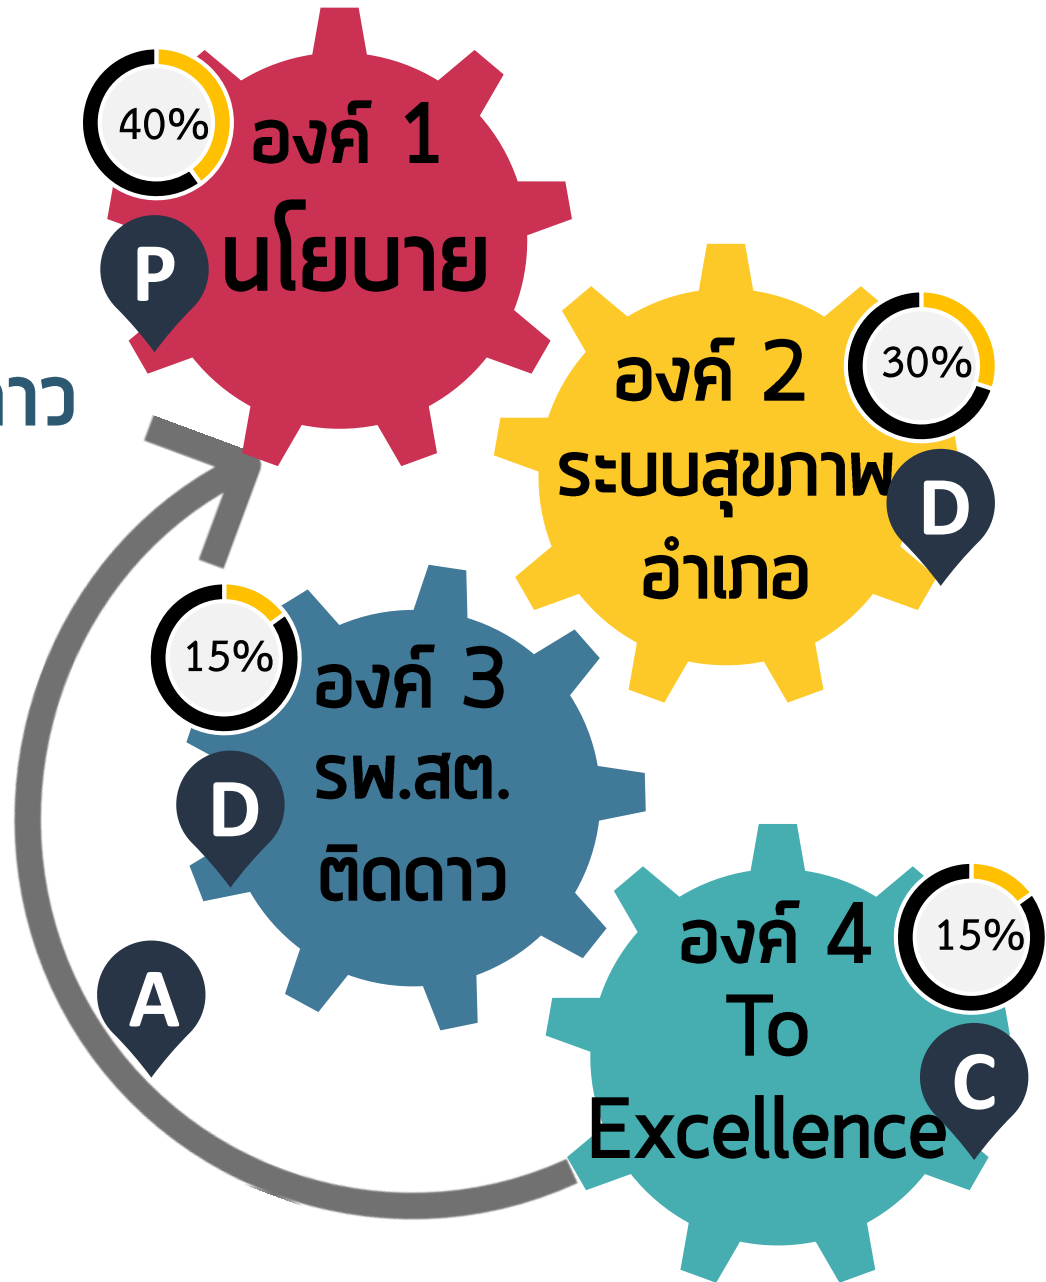 40%
องค์ 1
นโยบาย
P
องค์ 2
30%
ระบบสุขภาพ
อำเภอ
D
15%
องค์ 3
รพ.สต.
ติดดาว
D
A
องค์ 4
15%
To
Excellence
C